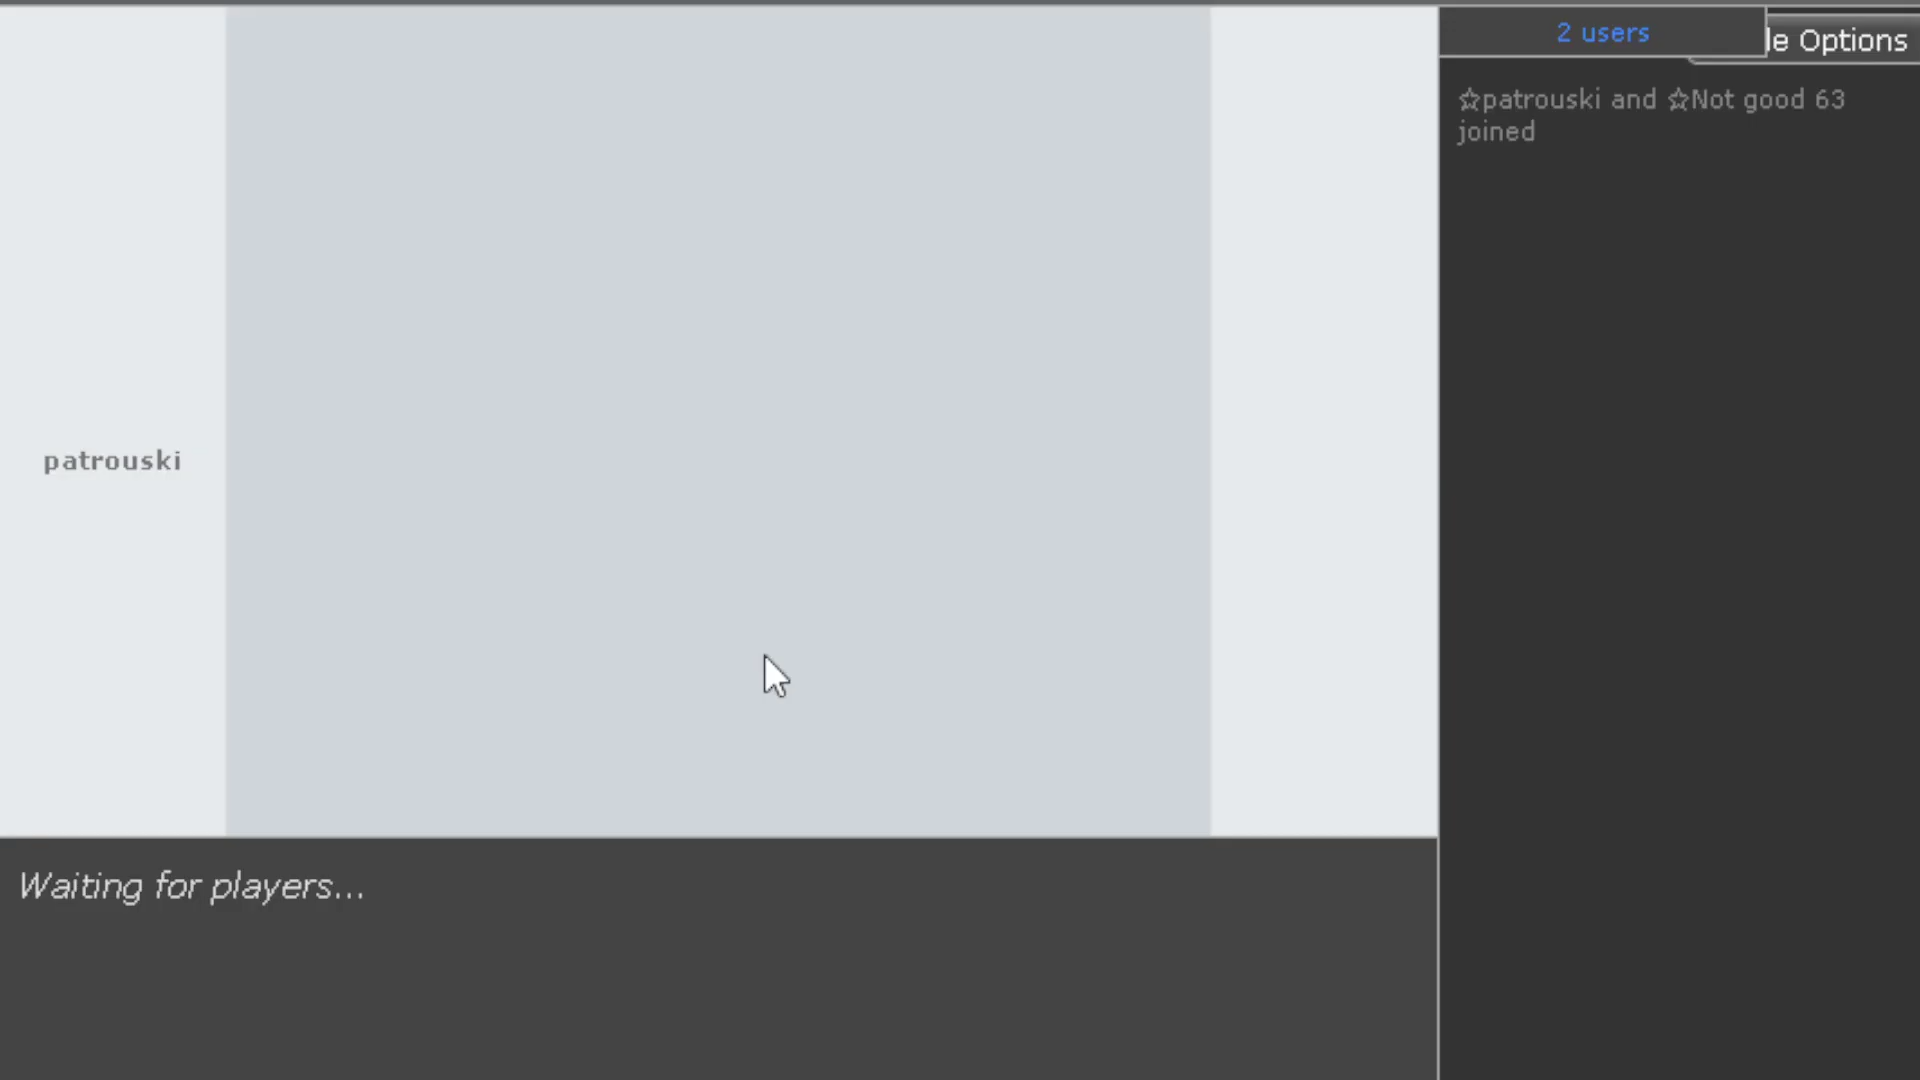 2 users
le Options
☆patrouski and ☆Not good 63
joined
patrouski
Waiting for players...